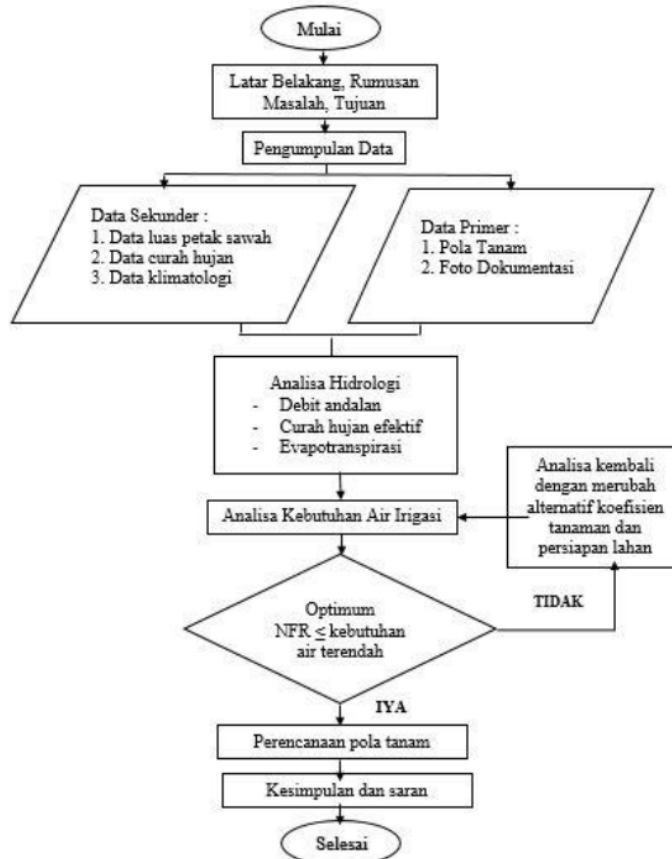 Mulai
Latar Belakang, Rumusan
Masalah, Tujuan
Pengumpulan Data
Data Sekunder :
1. Data luas petak sawah
2. Data curah hujan
3. Data klimatologi
Data Primer :
1. Pola Tanam
2. Foto Dokumentasi
Analisa Hidrologi
- Debit andalan
- Curah hujan efektif
- Evapotranspirasi
Analisa Kebutuhan Air Irigasi
Analisa kembali
dengan merubah
alternatif koefisien
tanaman dan
persiapan lahan
Optimum
NFR ≤ kebutuhan
air terendah
TIDAK
IYA
Perencanaan pola tanam
Kesimpulan dan saran
Selesai